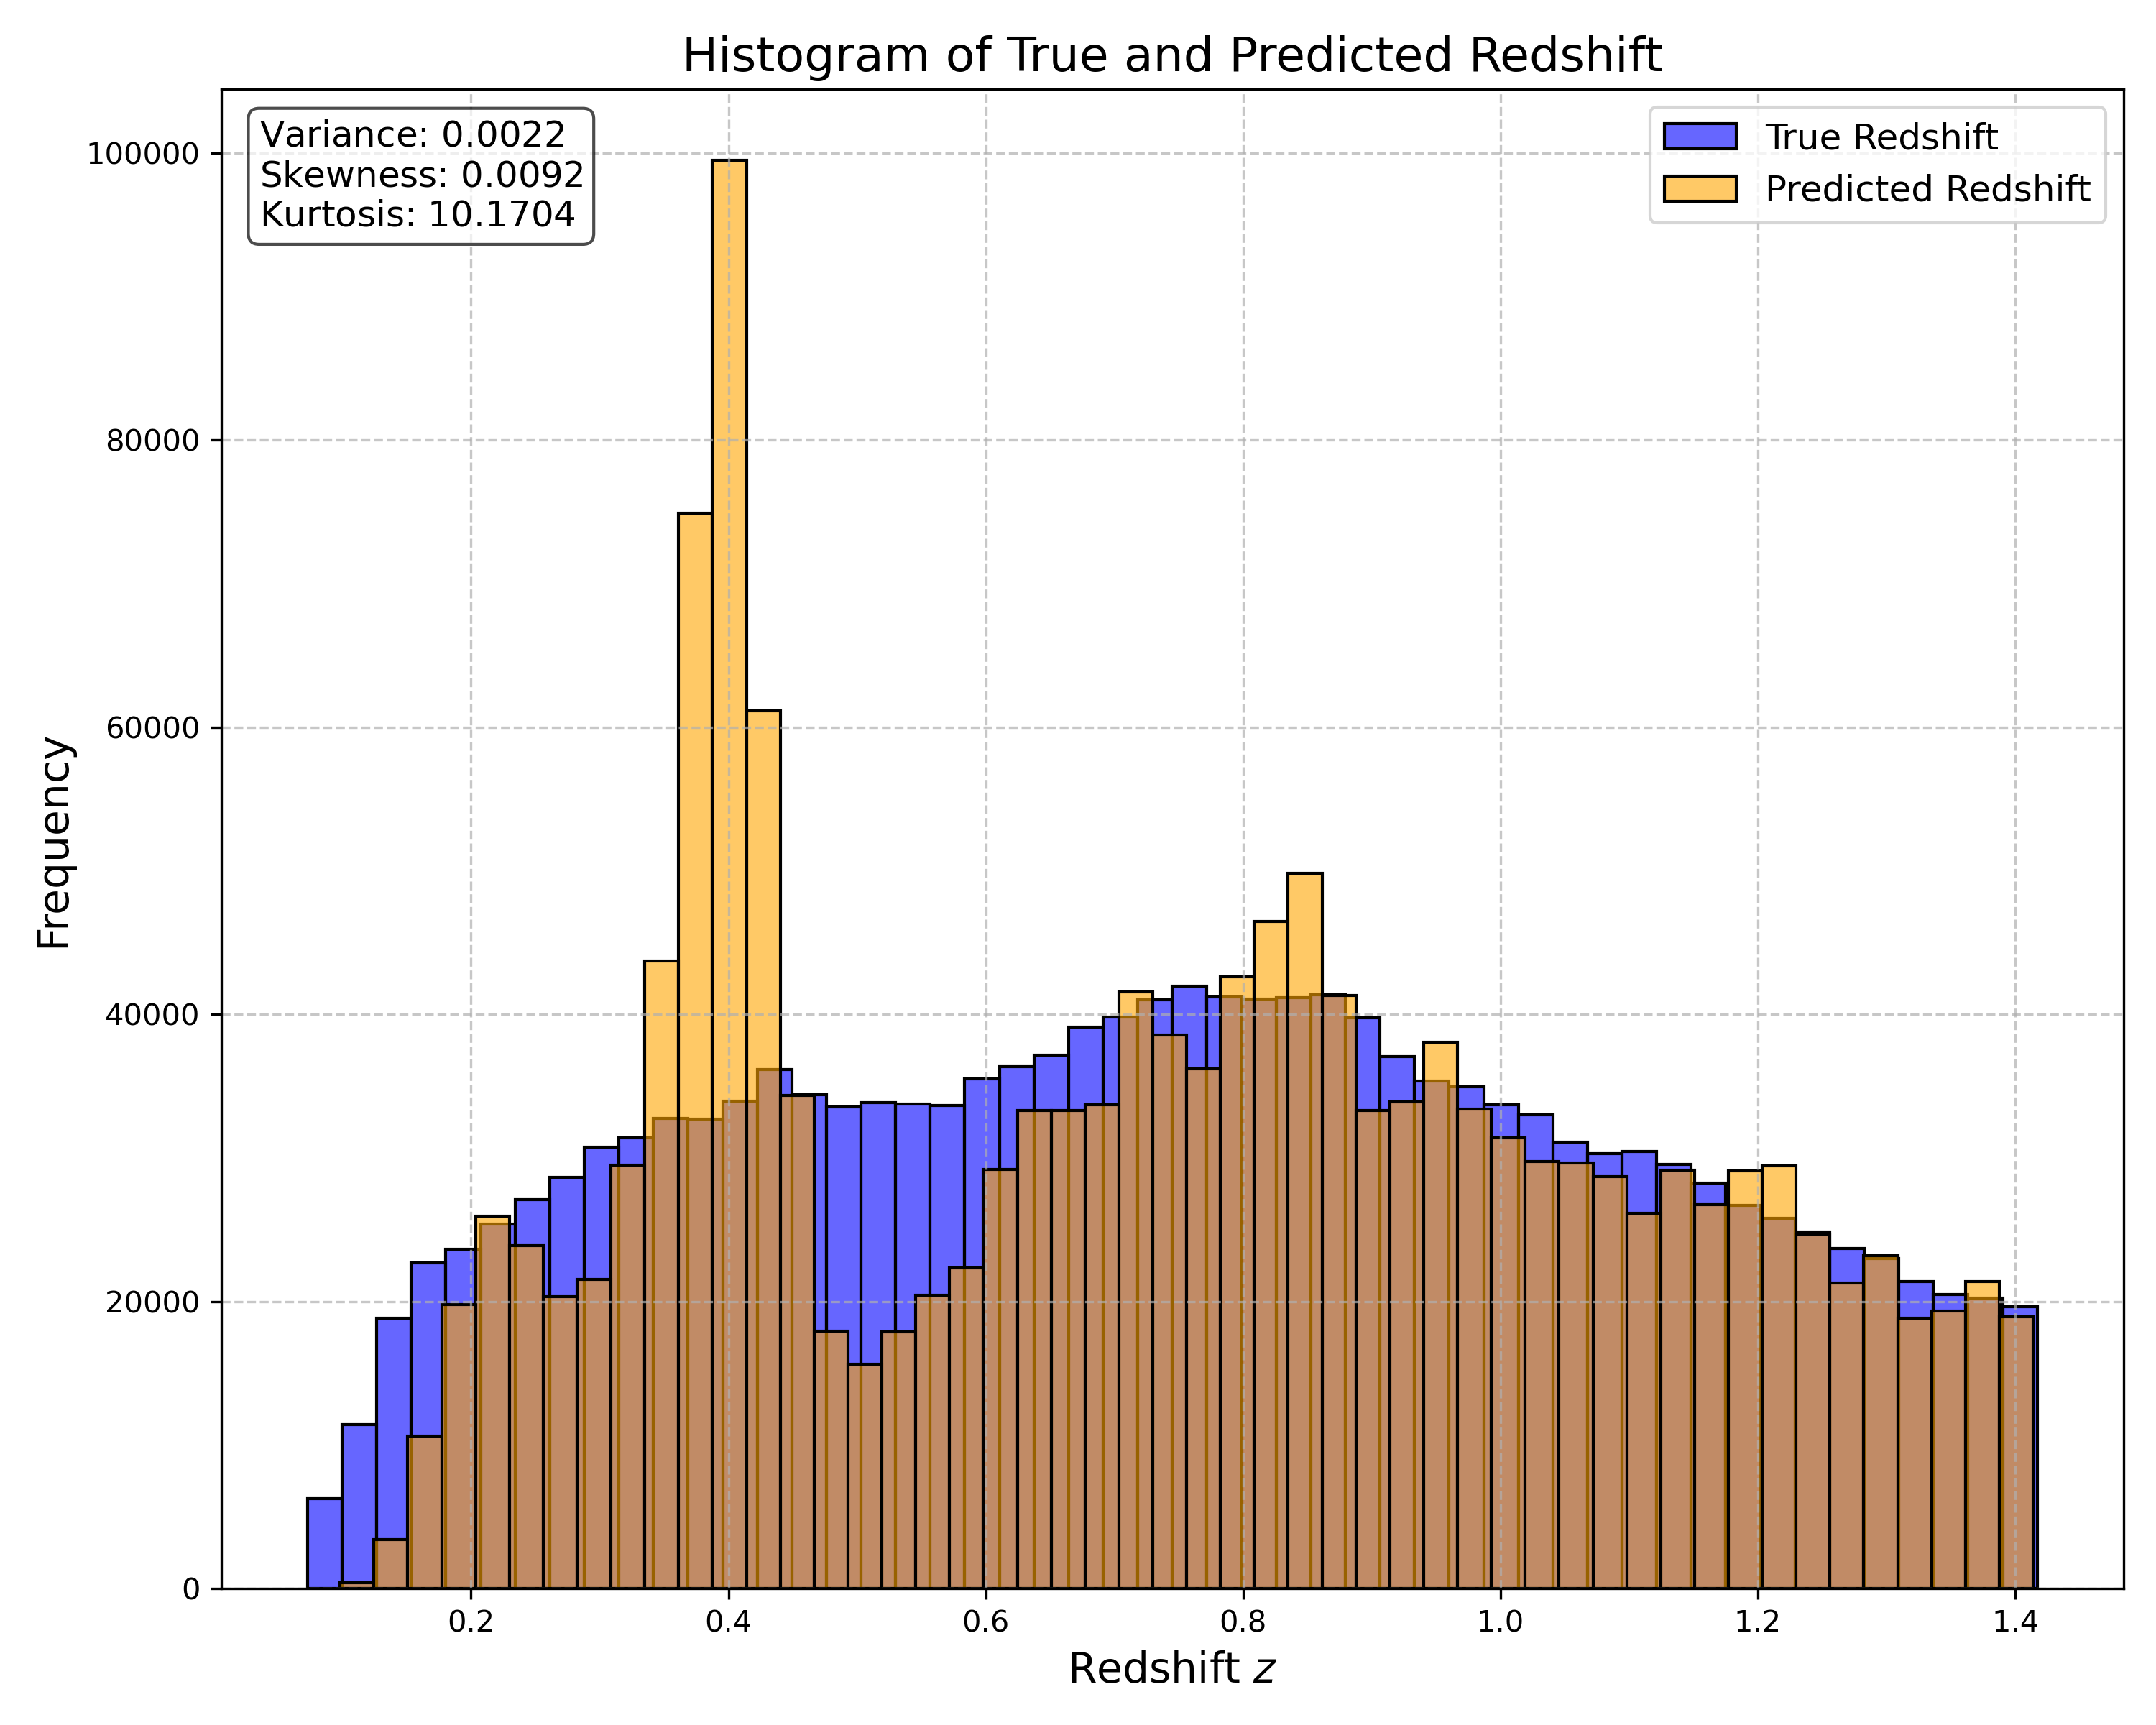 Histogram of True and Predicted Redshift
Variance: 0.0022
Skewness: 0.0092
Kurtosis: 10.1704
True Redshift
Predicted Redshift
100000
80000
60000
40000
20000
0
Frequency
0.2
0.4
0.6
0.8
1.0
1.2
1.4
Redshift z